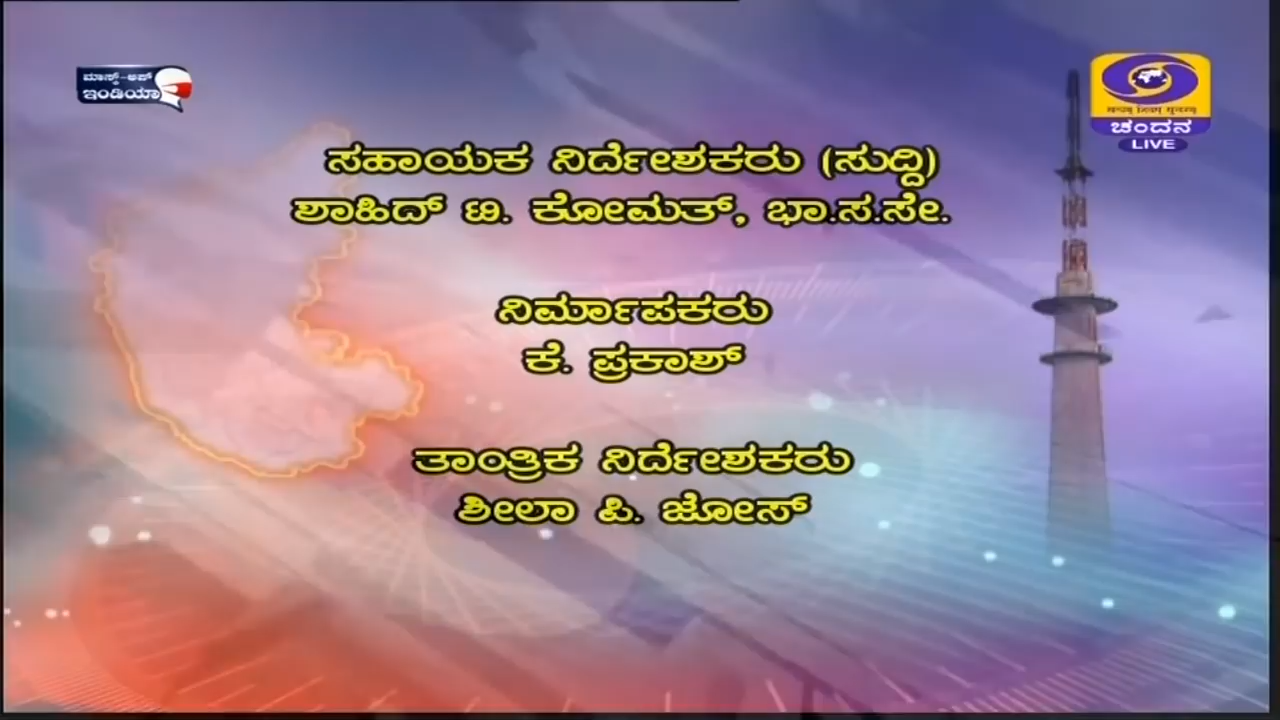 ಮಾಸ್ಕ್-ಅಪ್
ಇಂಡಿಯಾ
ಚಂದನ
LIVE
ಸಹಾಯಕ ನಿರ್ದೇಶಕರು (ಸುದ್ದಿ)
ಶಾಹಿದ್ ಟಿ. ಕೋಮತ್, ಭಾ.ಸ.ಸೇ.
ನಿರ್ಮಾಪಕರು
ಕೆ. ಪ್ರಕಾಶ್
ತಾಂತ್ರಿಕ ನಿರ್ದೇಶಕರು
ಶೀಲಾ ಪಿ. ಜೋಸ್